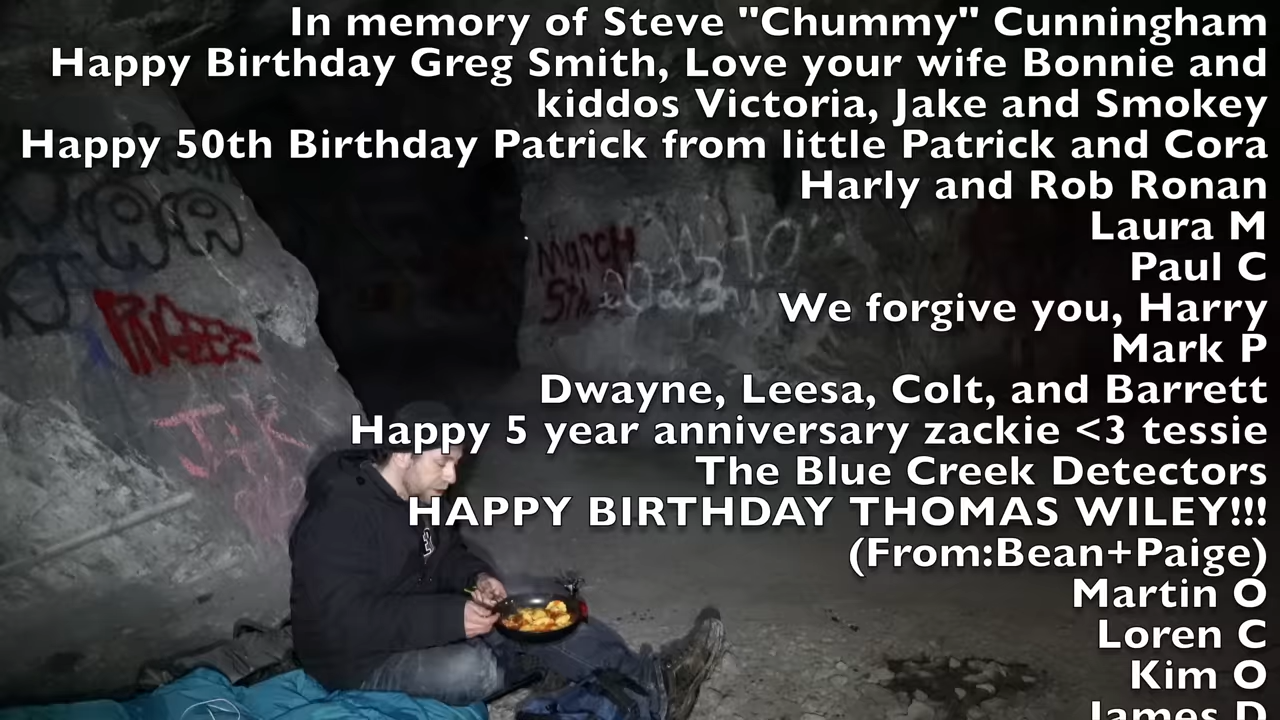 In memory of Steve "Chummy" Cunningham
Happy Birthday Greg Smith, Love your wife Bonnie and
kiddos Victoria, Jake and Smokey
Happy 50th Birthday Patrick from little Patrick and Cora
Harly and Rob Ronan
Laura M
Paul C
We forgive you, Harry
Mark P
Dwayne, Leesa, Colt, and Barrett
Happy 5 year anniversary zackie <3 tessie
The Blue Creek Detectors
HAPPY BIRTHDAY THOMAS WILEY!!!
(From:Bean+Paige)
Martin O
Loren C
Kim O
James D
March
5th 2023
WHO
J+K